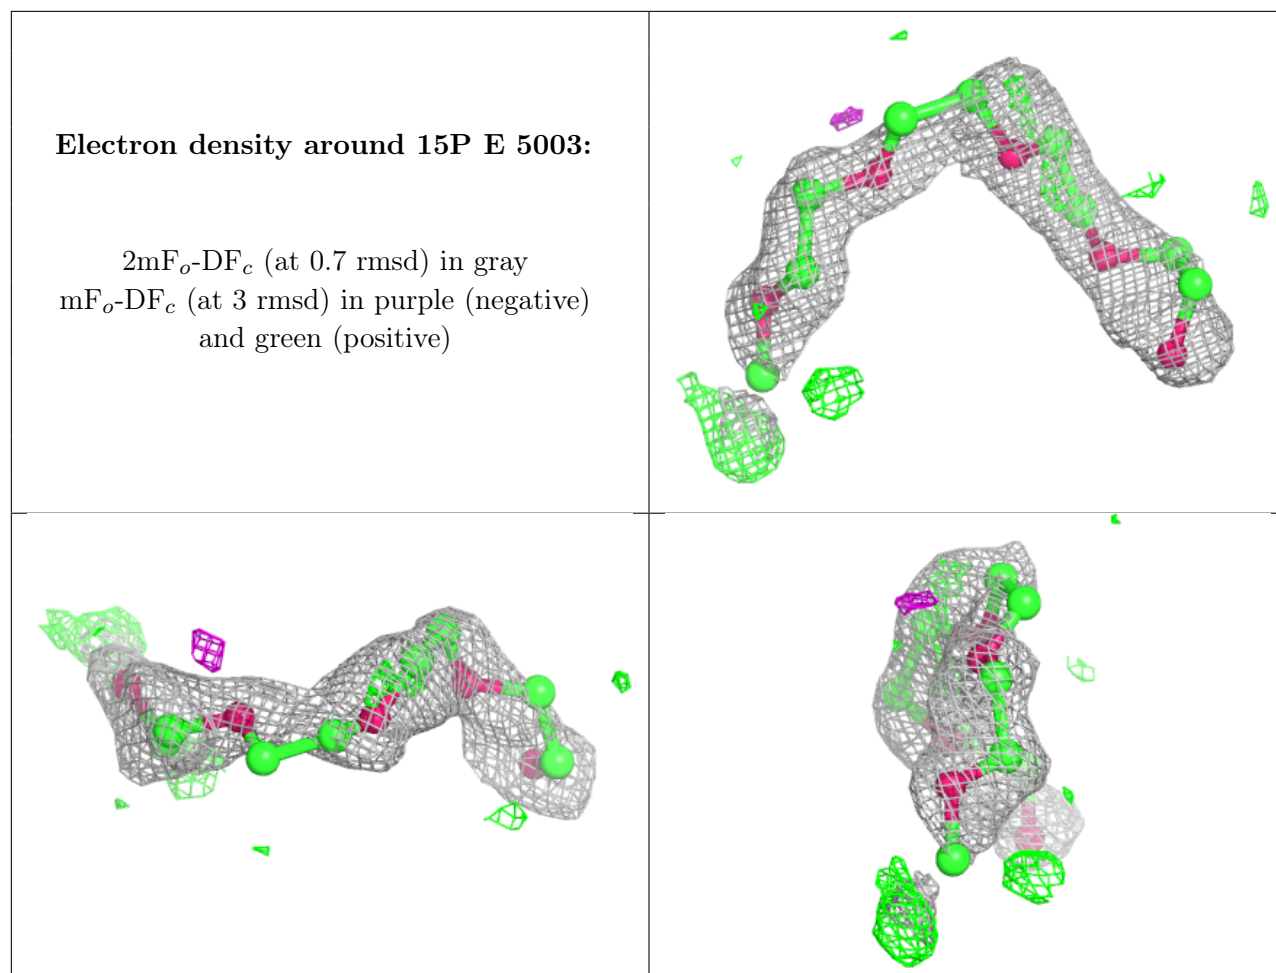 Electron density around 15P E 5003:
2mFo-DFc (at 0.7 rmsd) in gray
mFo-DFc (at 3 rmsd) in purple (negative)
and green (positive)